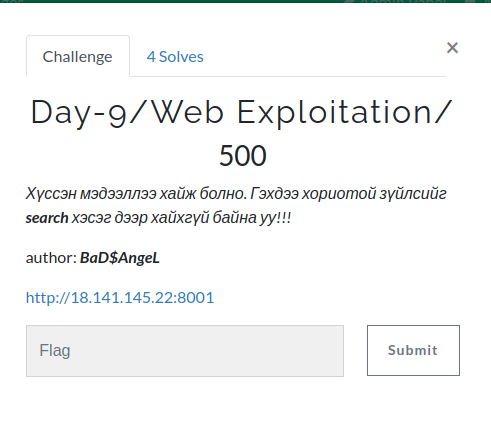 Challenge
4 Solves
×
Day-9/Web Exploitation/
500
Хүссэн мэдээллээ хайж болно. Гэхдээ хориотой зүйлсийг
search хэсэг дээр хайхгүй байна уу!!!
author: BaD$AngeL
http://18.141.145.22:8001
Flag
Submit